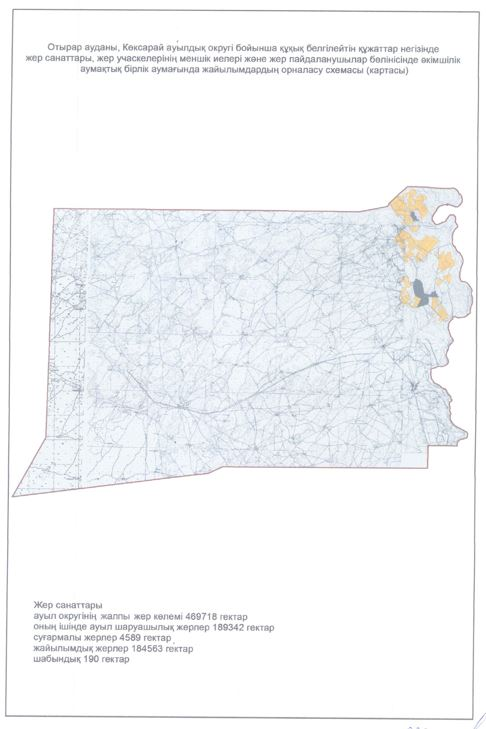 Отырар ауданы, Көксарай ауылдық округі бойынша құқық белгілейтін құжаттар негізінде
жер санаттары, жер учаскелерінің меншік иелері және жер пайдаланушылар бөлінісінде әкімшілік
аумақтық бірлік аумағында жайылымдардың орналасу схемасы (картасы)
Жер санаттары
ауыл округінің жалпы жер көлемі 469718 гектар
оның ішінде ауыл шаруашылық жерлер 189342 гектар
суғармалы жерлер 4589 гектар
жайылымдық жерлер 184563 гектар
шабындық 190 гектар